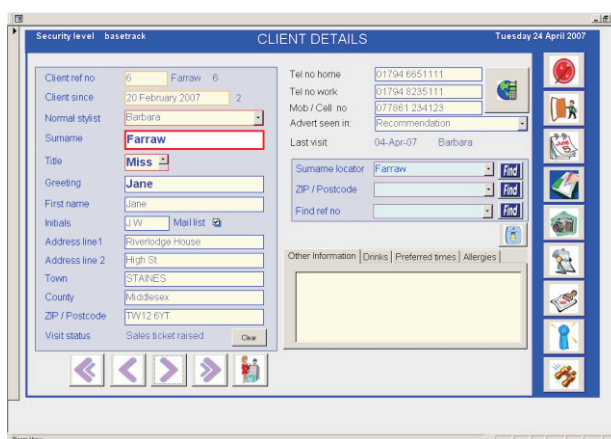 Security level basetrack CLIENT DETAILS Tuesday 24 April 2007
Client ref no 6 Farraw 6
Client since 20 February 2007 2
Normal stylist Barbara
Surname Farraw
Title Miss
Greeting Jane
First name Jane
Initials J W Mail list
Address line1 Riverlodge House
Address line 2 High St
Town STAINES
County Middlesex
ZIP / Postcode TW12 6YT
Visit status Sales ticket raised Clear
Tel no home 01794 6651111
Tel no work 01794 8235111
Mob / Cell no 077861 234123
Advert seen in: Recommendation
Last visit 04-Apr-07 Barbara
Surname locator Farraw Find
ZIP / Postcode Find
Find ref no Find
Other Information Drinks Preferred times Allergies